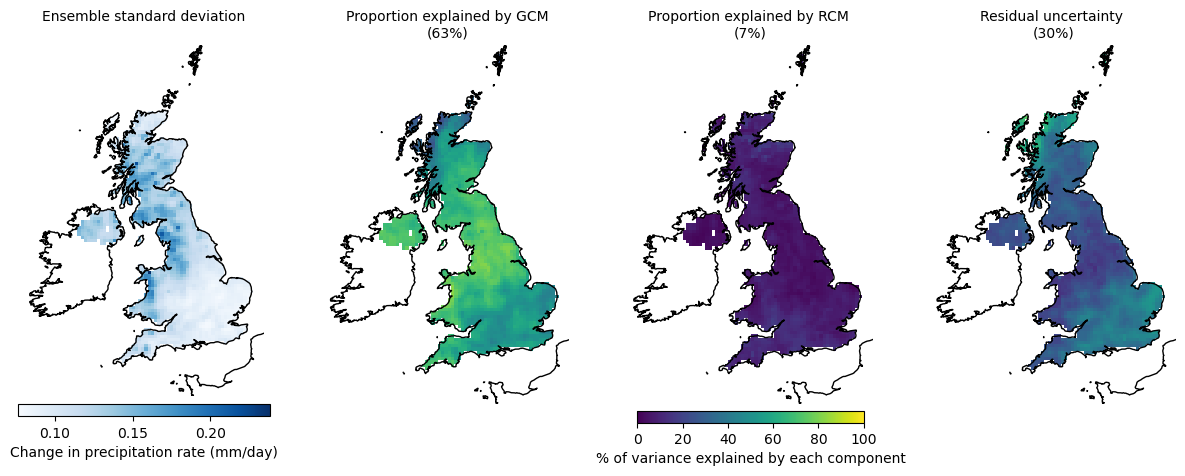 Ensemble standard deviation
Proportion explained by GCM
(63%)
Proportion explained by RCM
(7%)
Residual uncertainty
(30%)
0.10 0.15 0.20
Change in precipitation rate (mm/day)
0 20 40 60 80 100
% of variance explained by each component